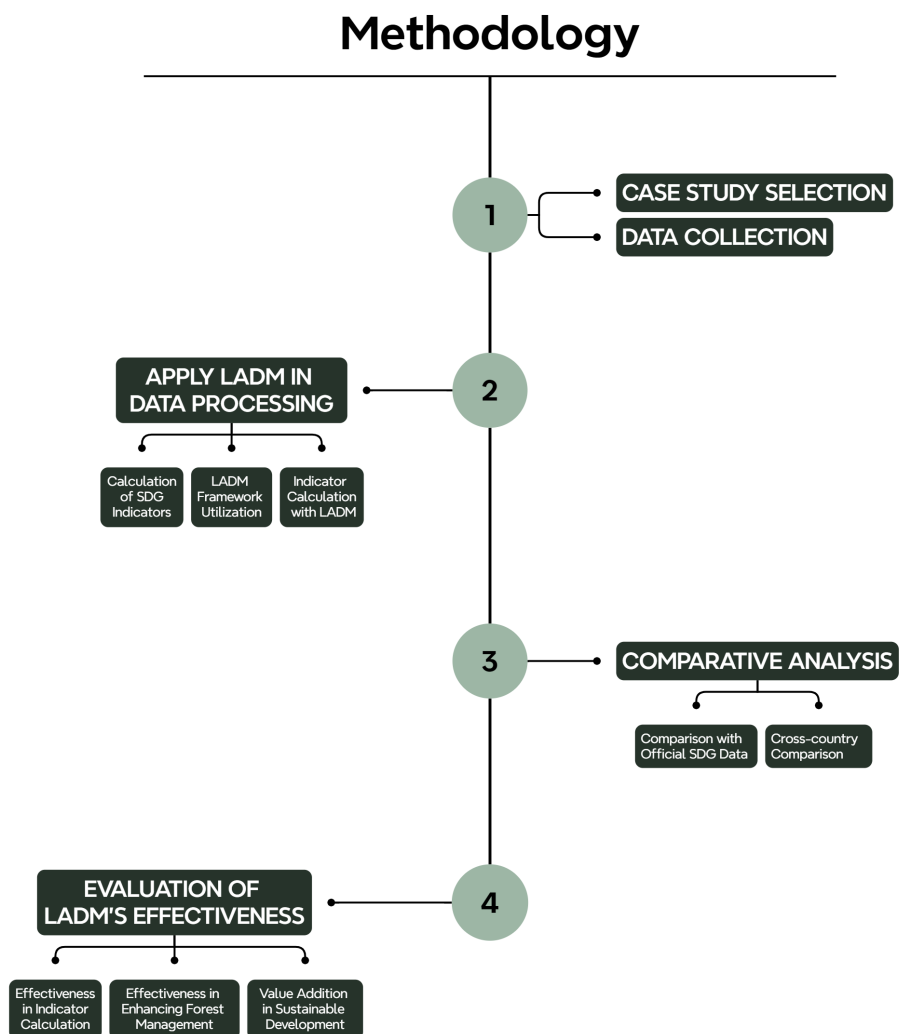 Methodology
1
CASE STUDY SELECTION
DATA COLLECTION
2
APPLY LADM IN
DATA PROCESSING
Calculation
of SDG
Indicators
LADM
Framework
Utilization
Indicator
Calculation
with LADM
3
COMPARATIVE ANALYSIS
Comparison with
Official SDG Data
Cross-country
Comparison
4
EVALUATION OF
LADM'S EFFECTIVENESS
Effectiveness
in Indicator
Calculation
Effectiveness in
Enhancing Forest
Management
Value Addition
in Sustainable
Development